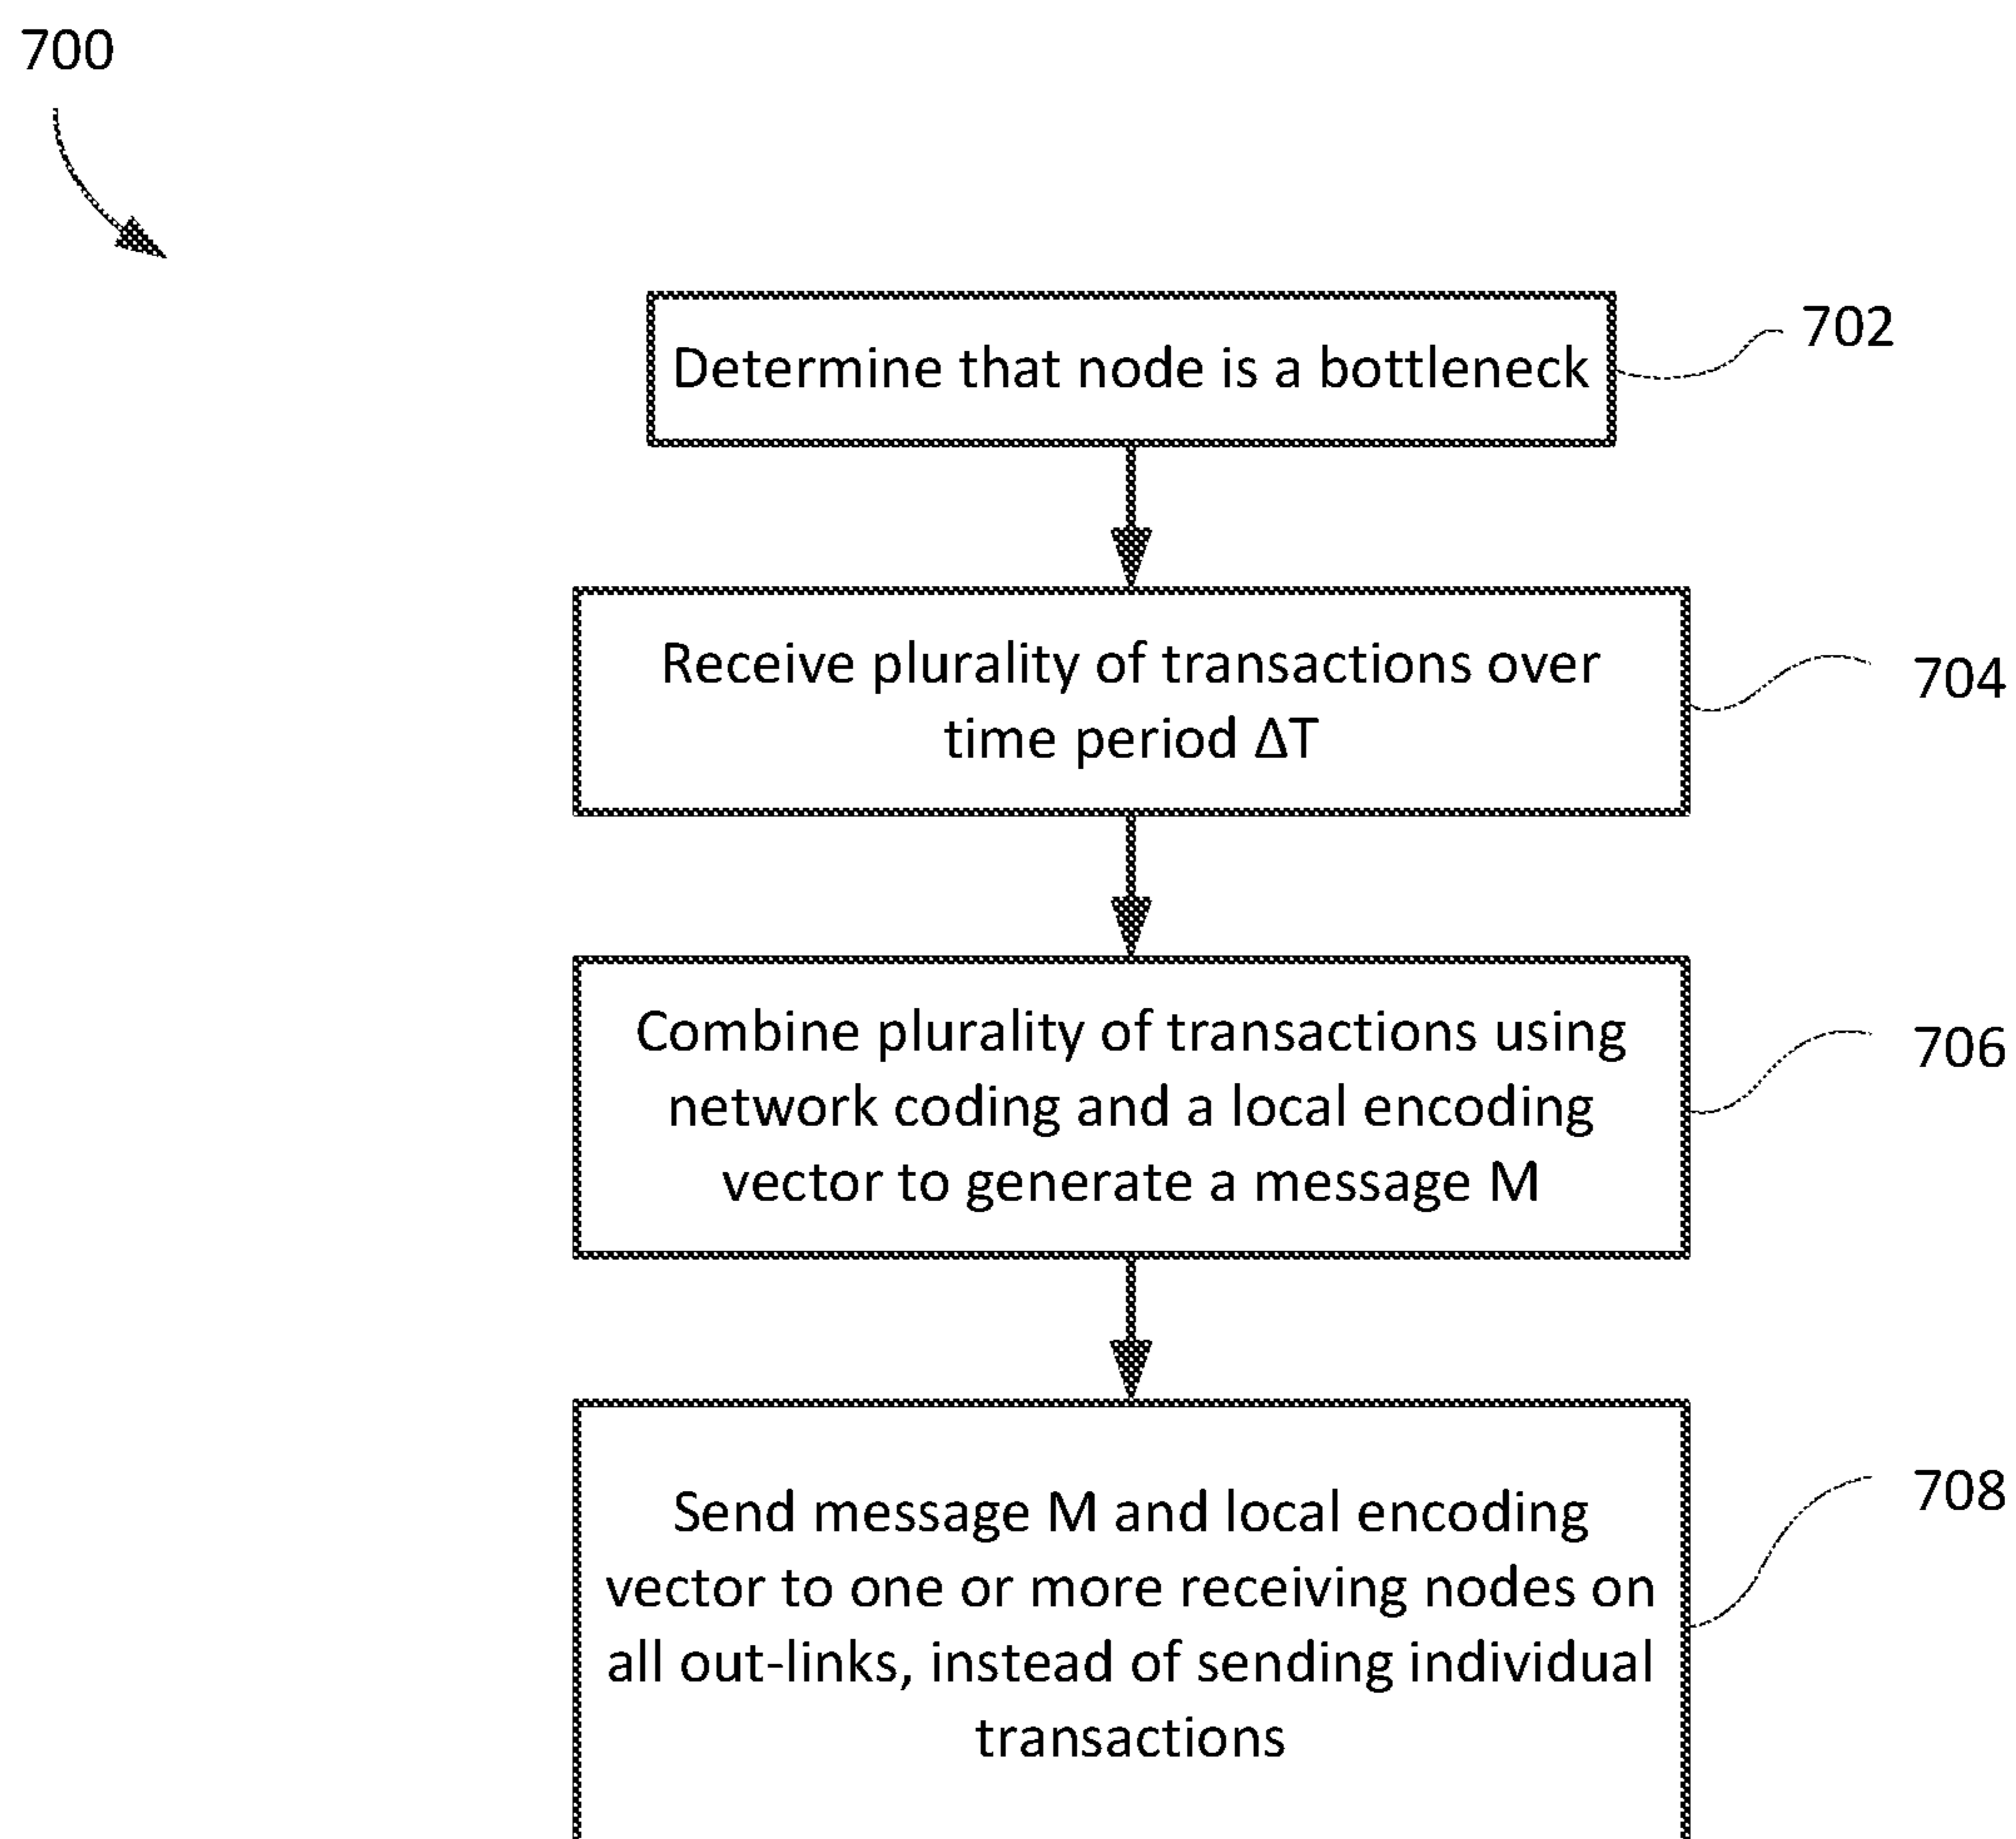 700
Determine that node is a bottleneck
702
Receive plurality of transactions over
time period ΔT
704
Combine plurality of transactions using
network coding and a local encoding
vector to generate a message M
706
Send message M and local encoding
vector to one or more receiving nodes on
all out-links, instead of sending individual
transactions
708